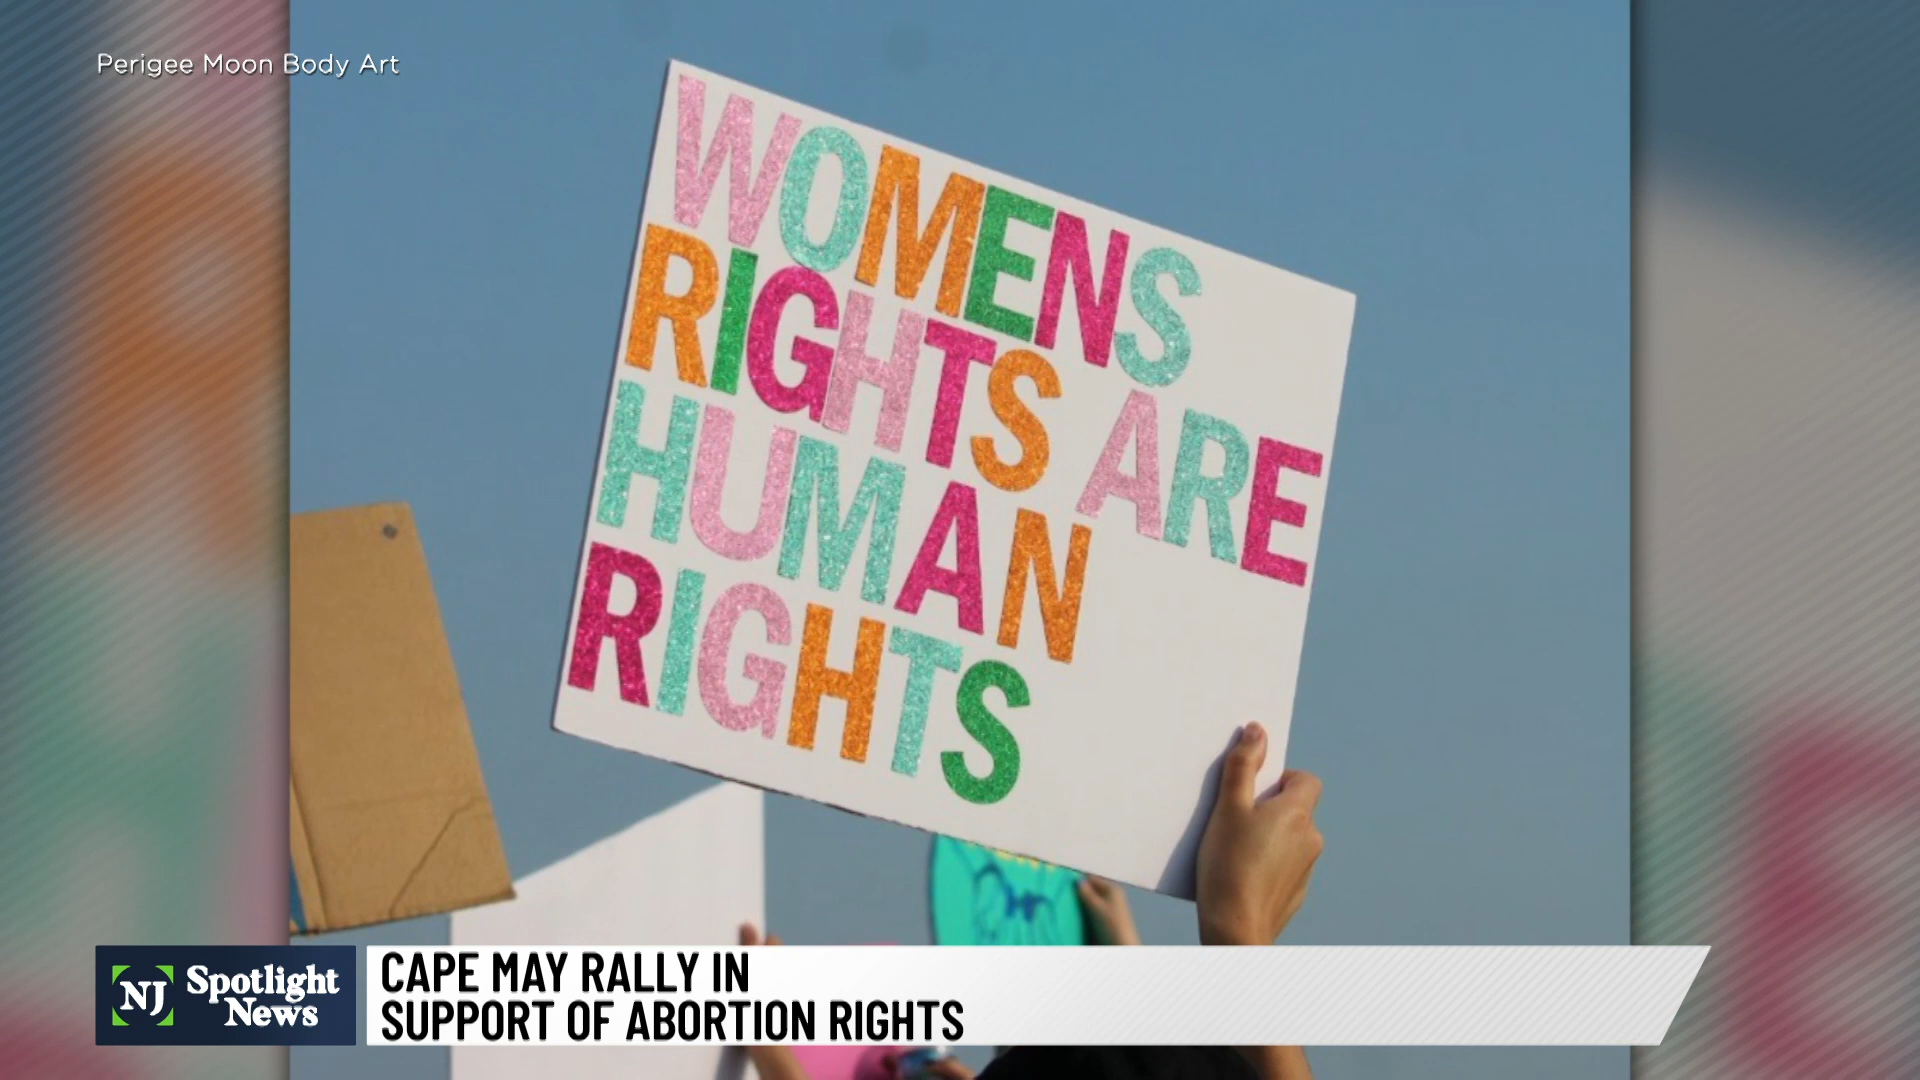 Perigee Moon Body Art
WOMENS
RIGHTS ARE
HUMAN
RIGHTS
NJ Spotlight
News
CAPE MAY RALLY IN
SUPPORT OF ABORTION RIGHTS